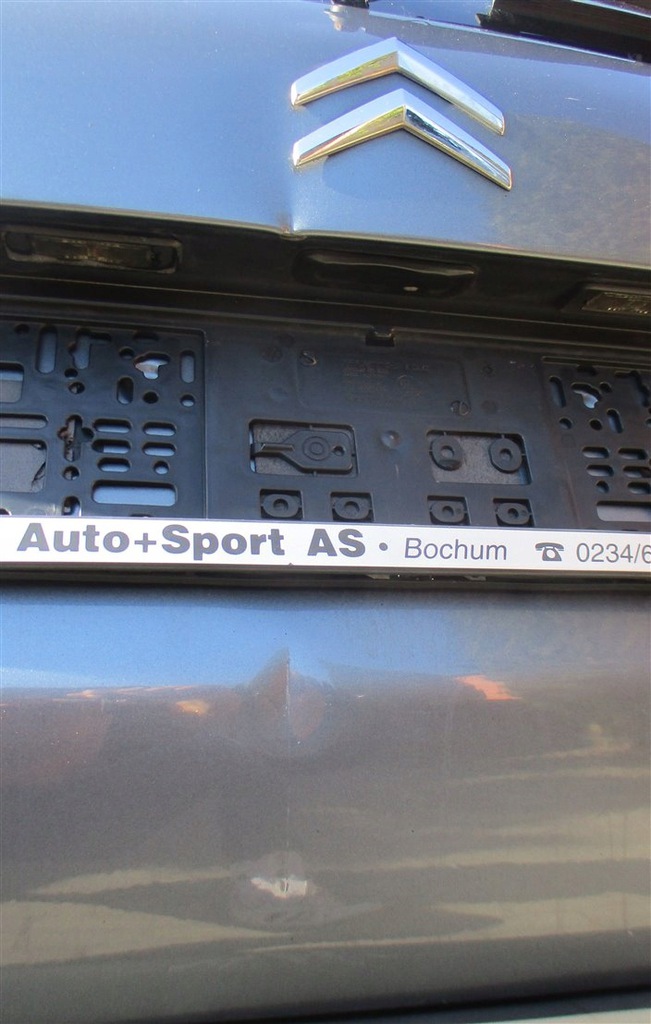 Auto+Sport AS • Bochum ☎ 0234/6